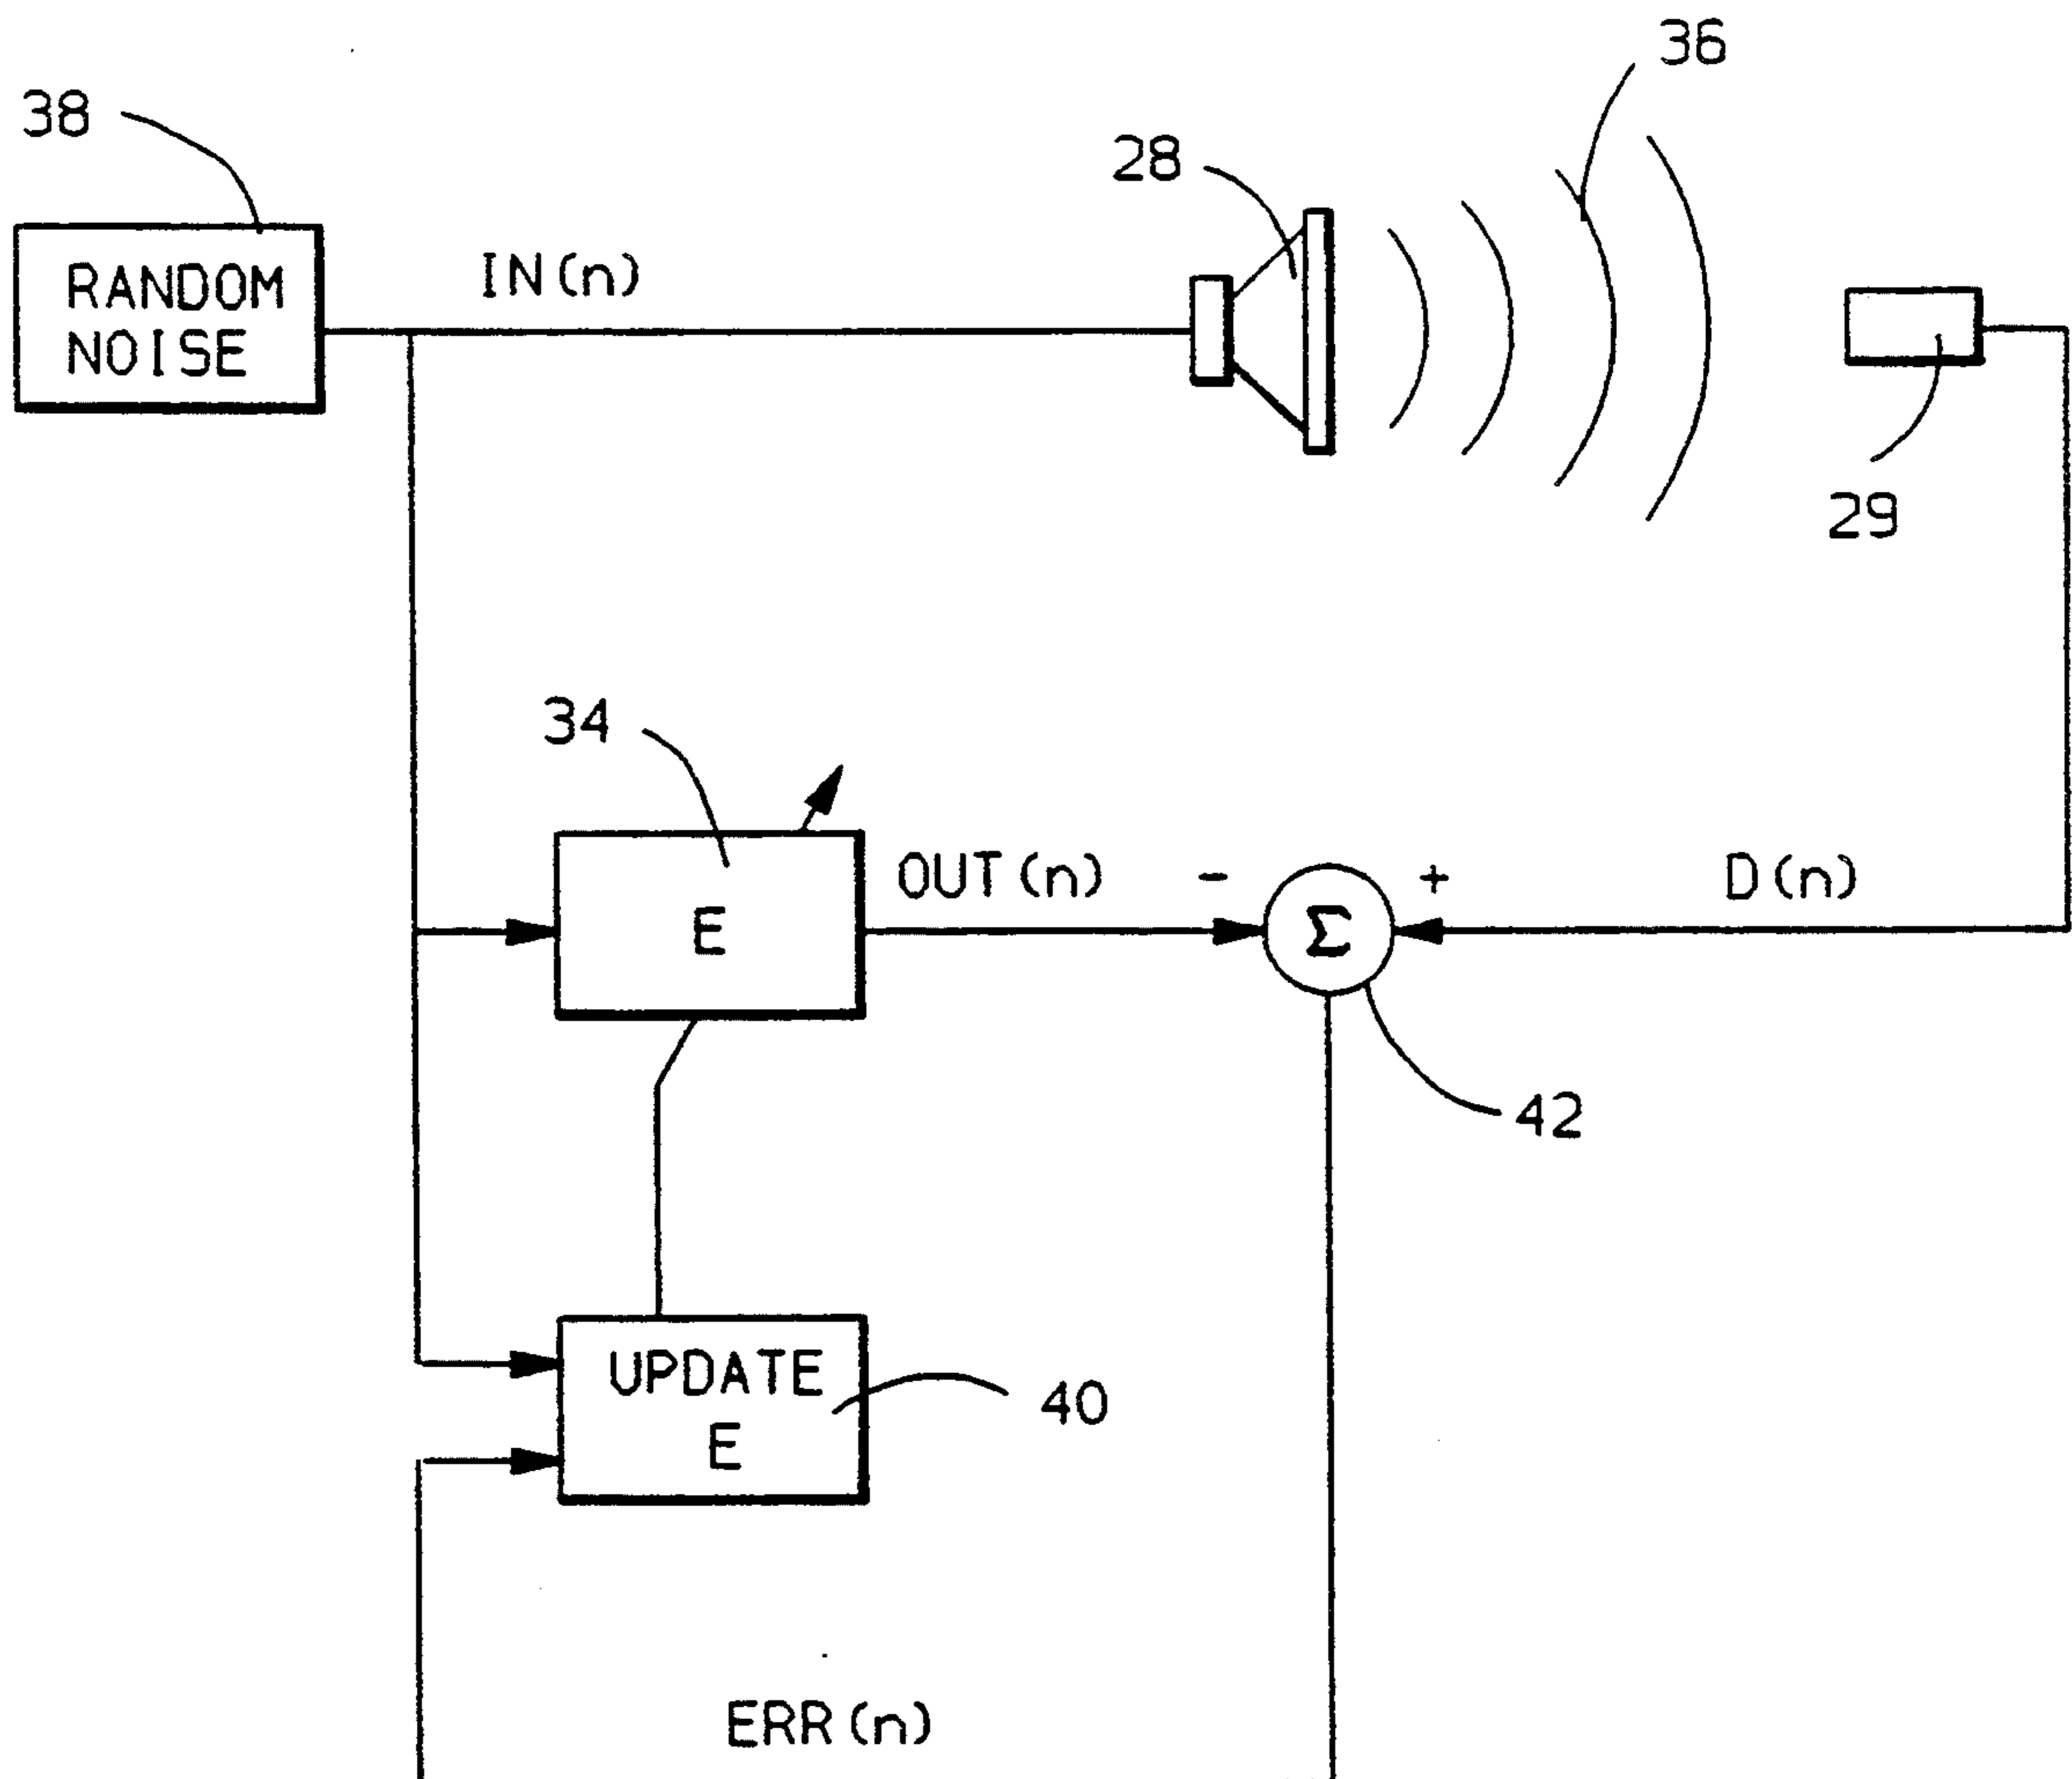 36
38
28
RANDOM
NOISE
IN(n)
29
34
OUT(n)
-
+
D(n)
E
Σ
42
UPDATE
E
40
ERR(n)